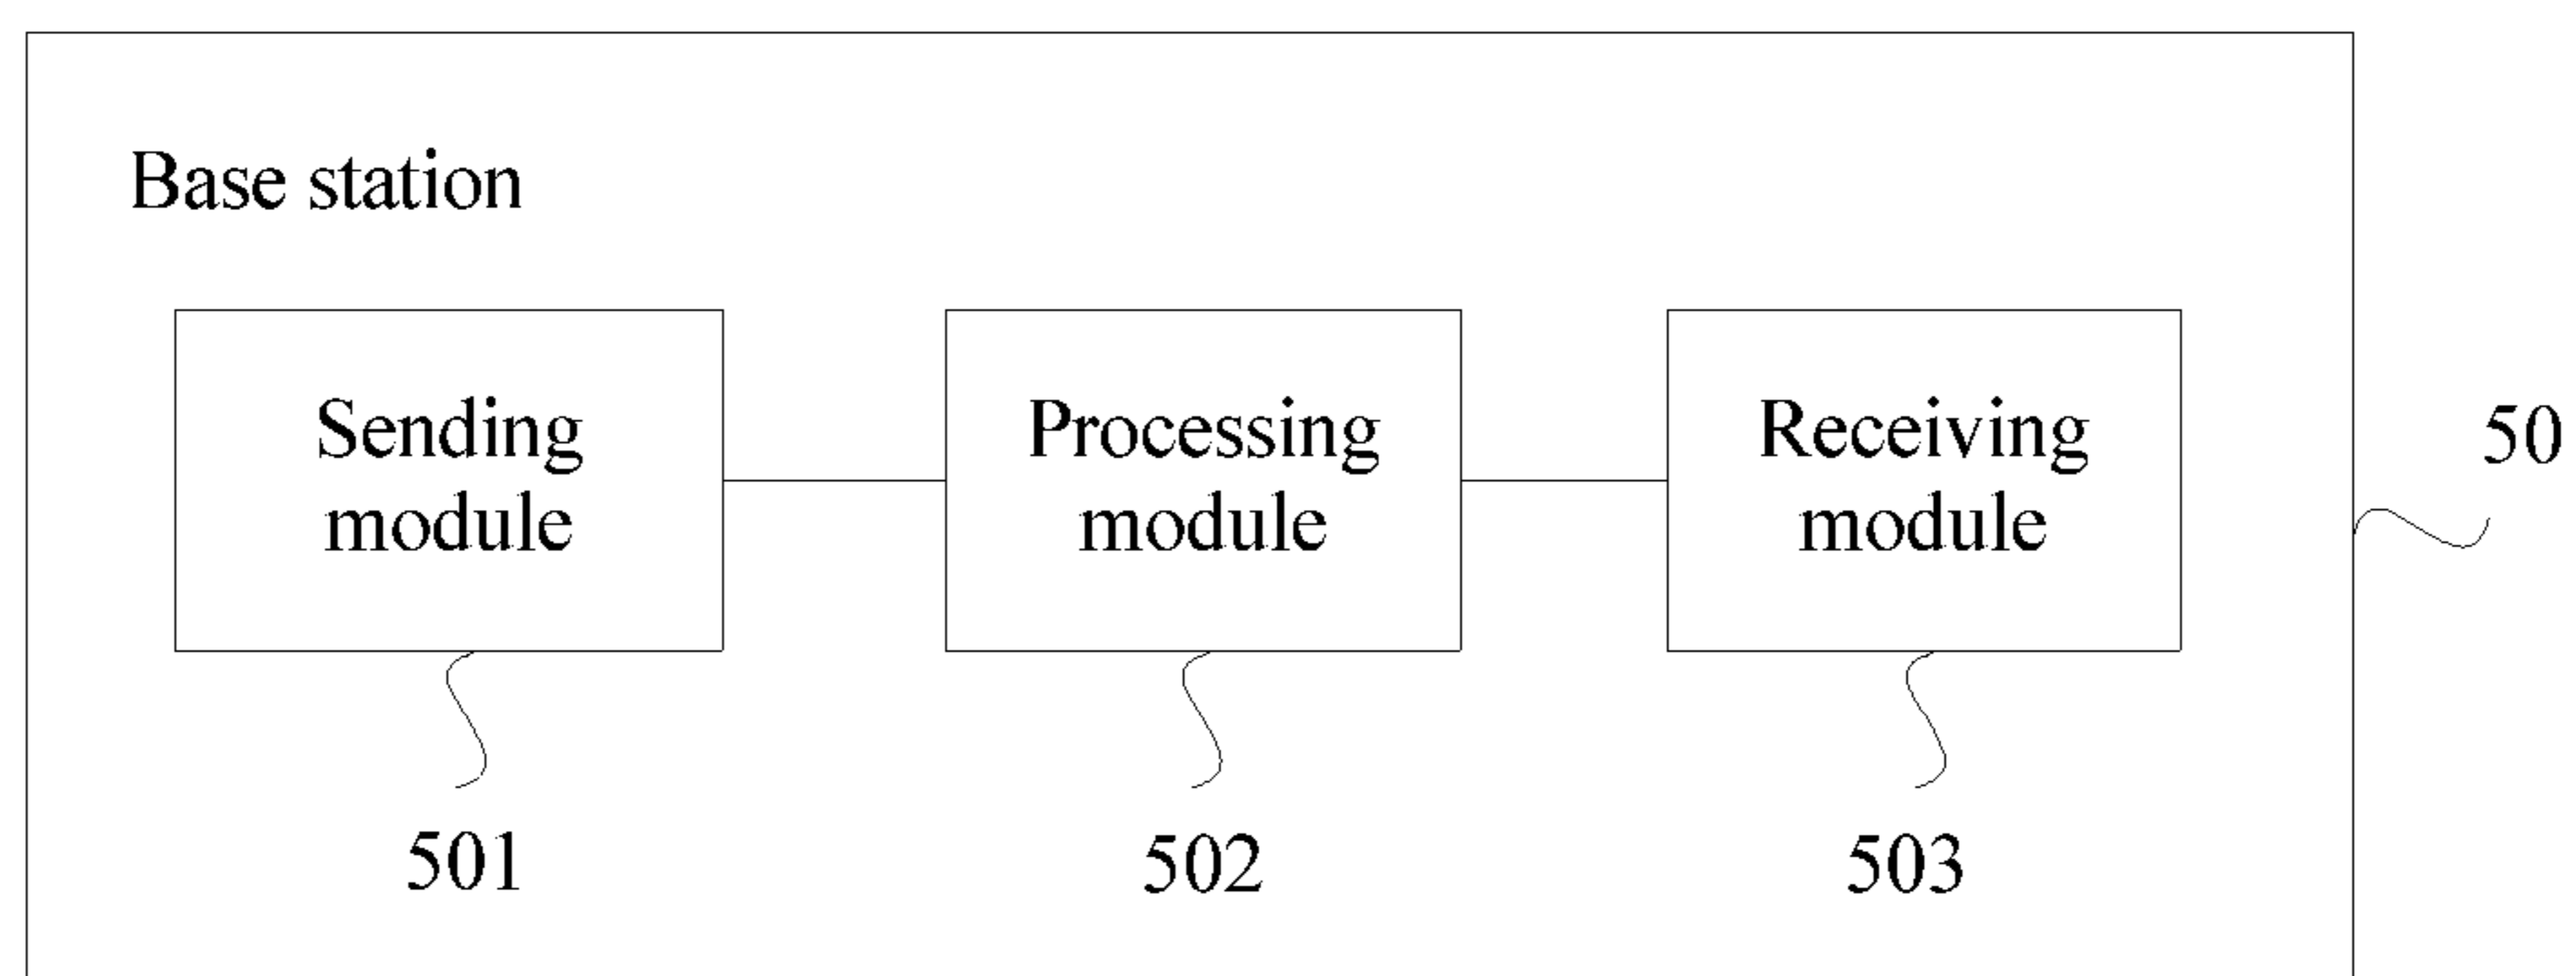 Base station
Sending
module
Processing
module
Receiving
module
50
501
502
503